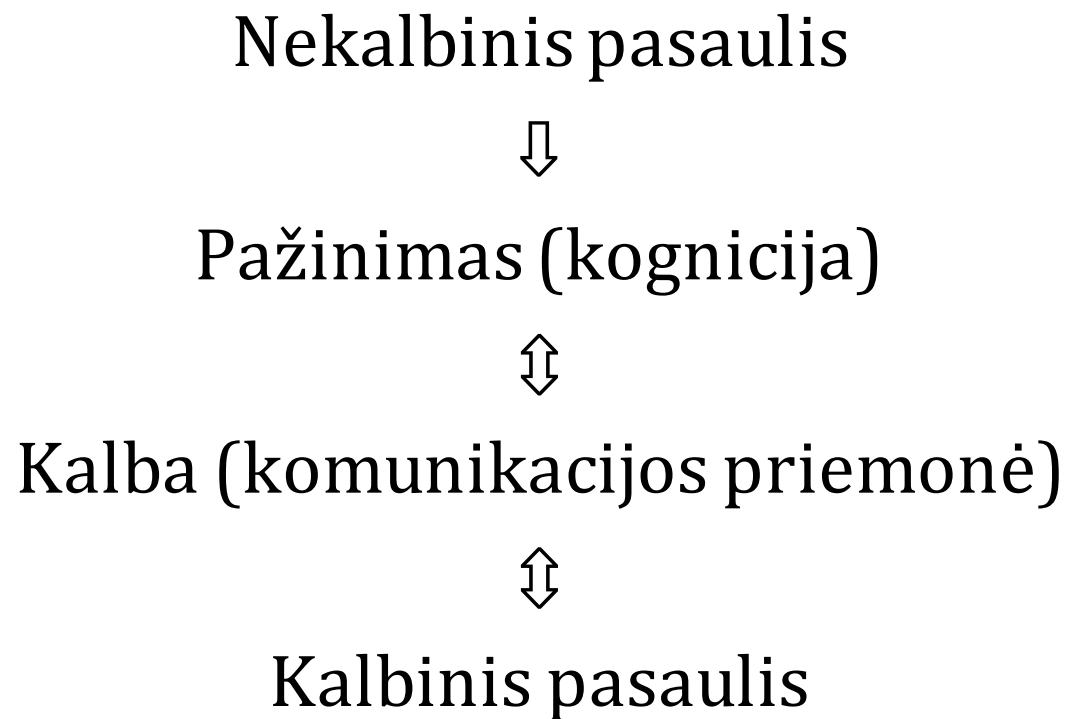 Nekalbinis pasaulis
⇩
Pažinimas (kognicija)
⇳
Kalba (komunikacijos priemonė)
⇳
Kalbinis pasaulis